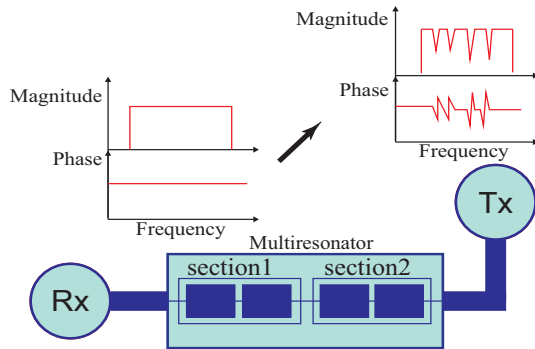 Magnitude
Phase
Frequency
Magnitude
Phase
Frequency
Tx
Multiresonator
section1 section2
Rx